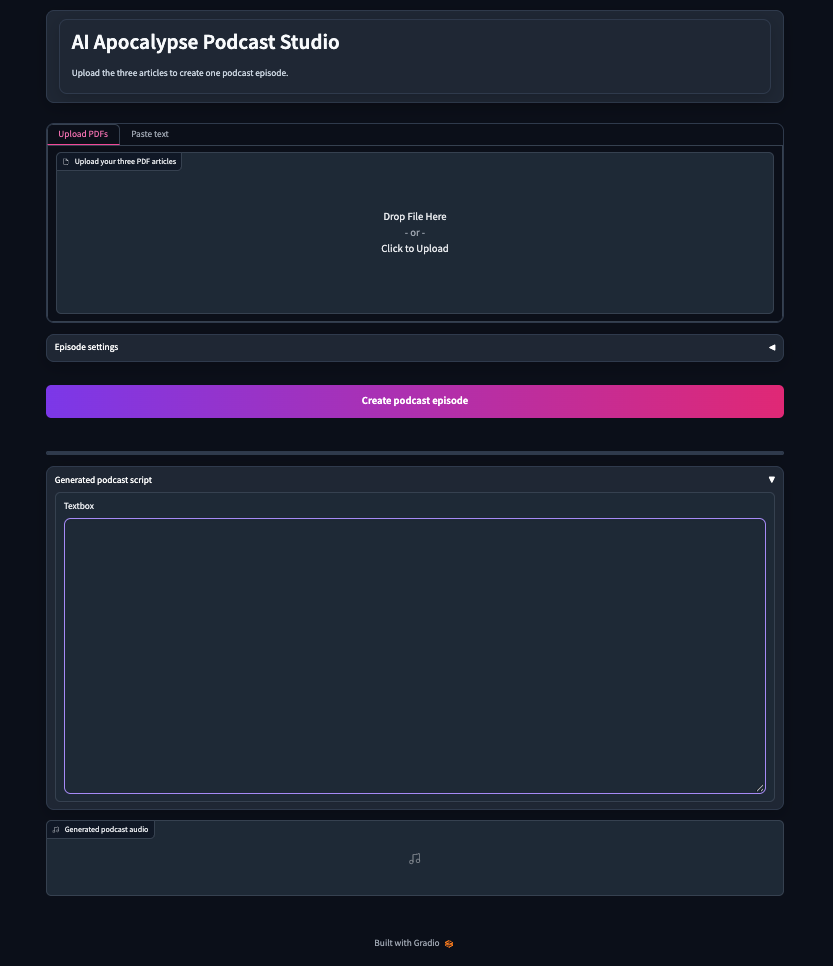 AI Apocalypse Podcast Studio
Upload the three articles to create one podcast episode.
Upload PDFs
Paste text
Upload your three PDF articles
Drop File Here
- or -
Click to Upload
Episode settings
Create podcast episode
Generated podcast script
Textbox
Generated podcast audio
Built with Gradio